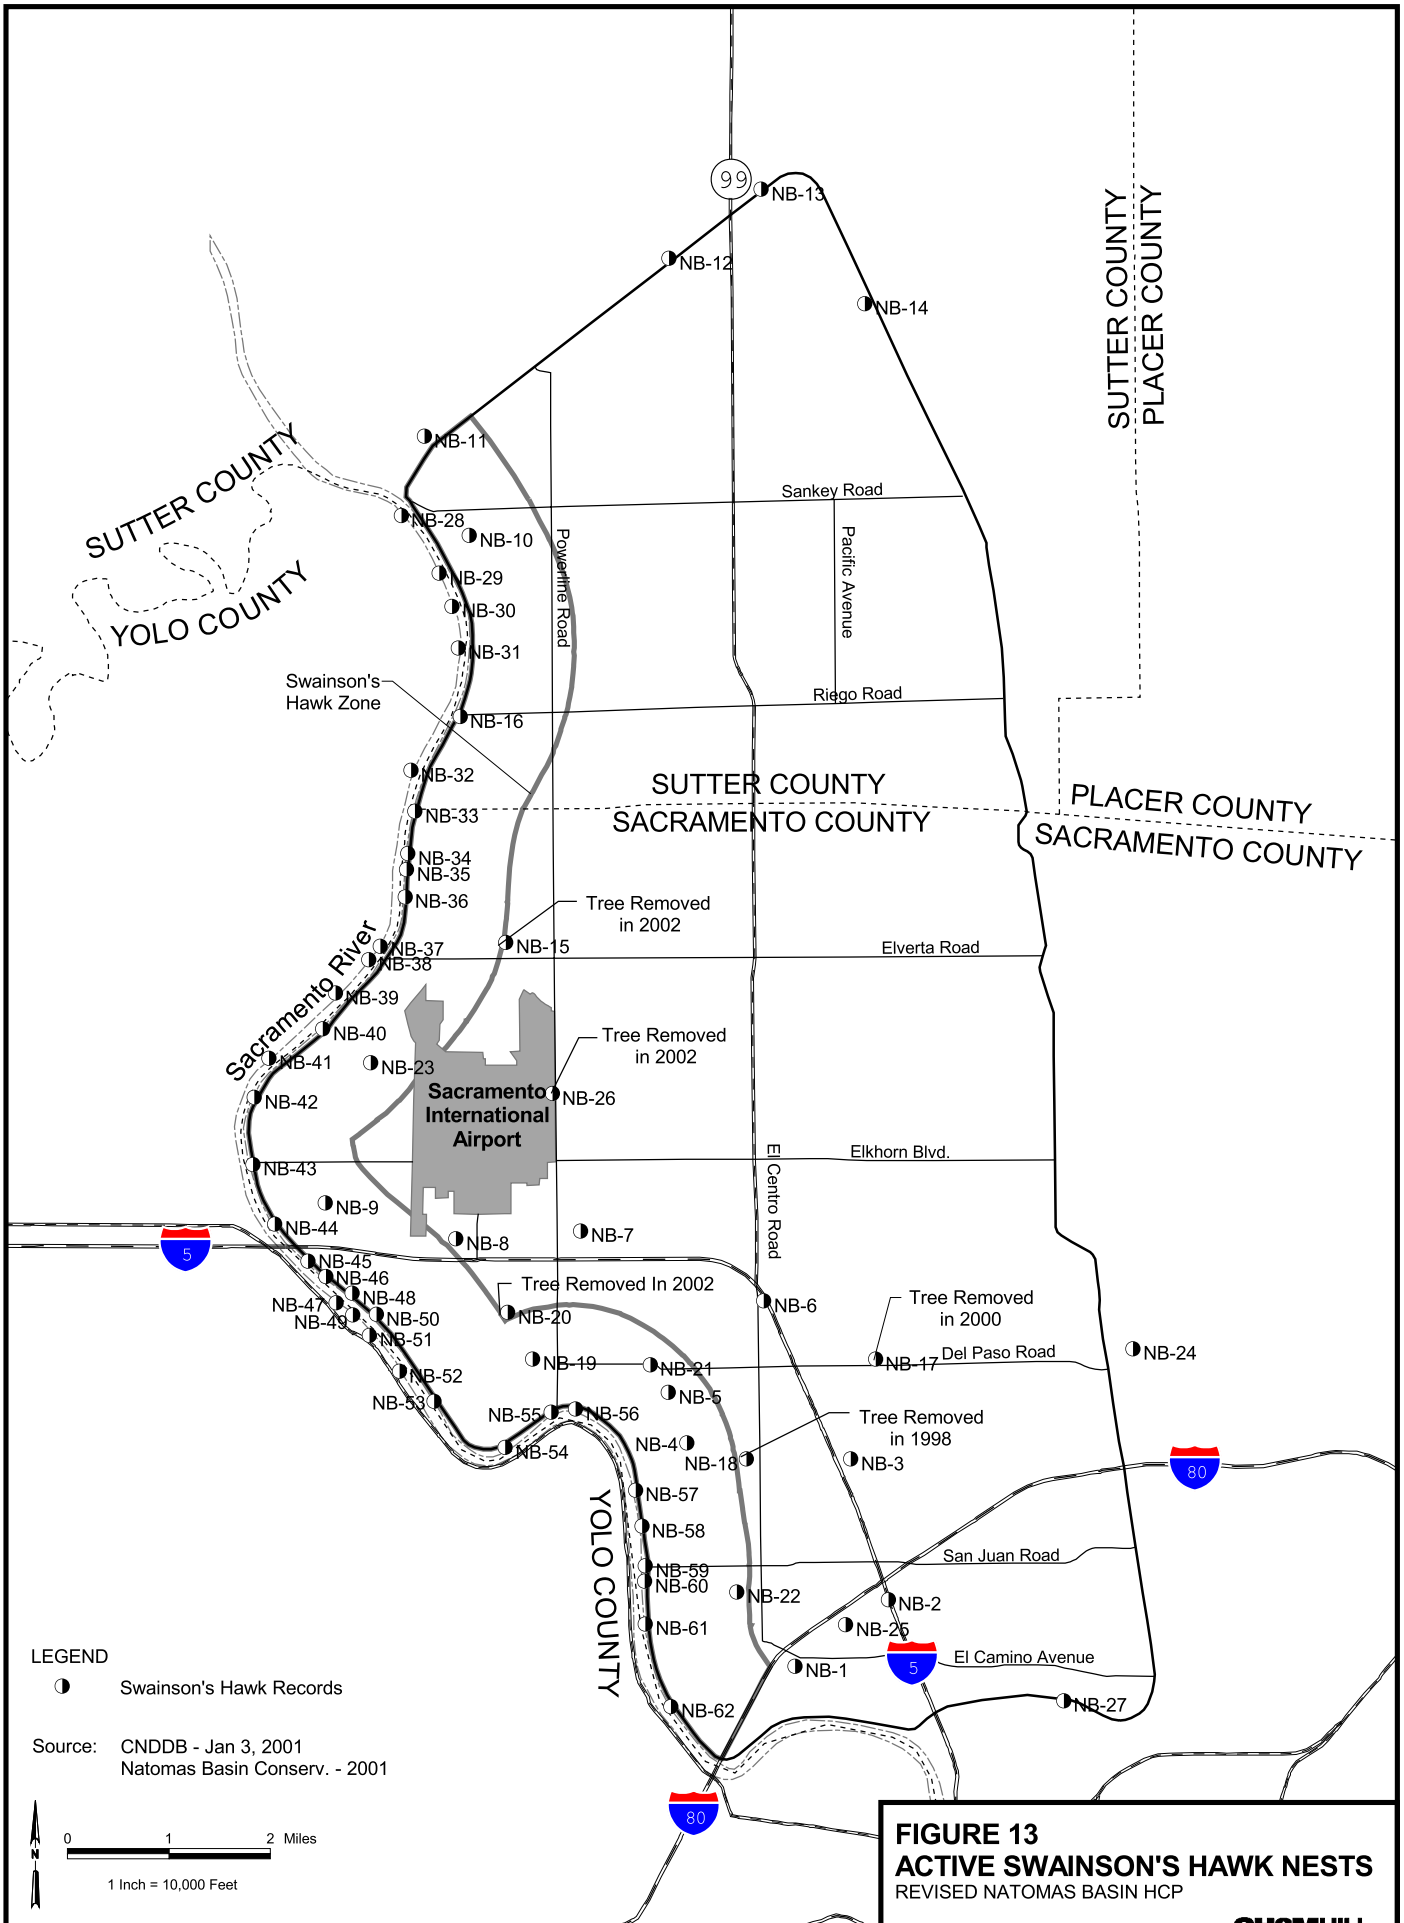 99
NB-13
NB-12
NB-14
SUTTER COUNTY
PLACER COUNTY
NB-11
SUTTER COUNTY
Sankey Road
NB-28
NB-10
Powerline Road
Pacific Avenue
NB-29
YOLO COUNTY
NB-30
NB-31
Swainson's
Hawk Zone
Riego Road
NB-16
NB-32
SUTTER COUNTY
PLACER COUNTY
NB-33
SACRAMENTO COUNTY
SACRAMENTO COUNTY
NB-34
NB-35
NB-36
Tree Removed
in 2002
Sacramento River
NB-37
NB-15
Elverta Road
NB-38
NB-39
NB-40
Tree Removed
in 2002
NB-41
NB-23
Sacramento
International
Airport
NB-26
NB-42
El Centro Road
Elkhorn Blvd.
NB-43
NB-9
NB-44
NB-8
NB-7
5
NB-45
NB-46
Tree Removed In 2002
NB-48
NB-47
NB-6
Tree Removed
in 2000
NB-49
NB-50
NB-20
NB-51
Del Paso Road
NB-24
NB-19
NB-21
NB-17
NB-52
NB-5
NB-53
NB-55
NB-56
Tree Removed
in 1998
NB-4
NB-54
NB-18
NB-3
80
NB-57
YOLO COUNTY
NB-58
San Juan Road
NB-59
NB-60
NB-22
NB-2
NB-61
NB-25
LEGEND
El Camino Avenue
5
NB-1
Swainson's Hawk Records
NB-62
NB-27
Source: CNDDB - Jan 3, 2001
Natomas Basin Conserv. - 2001
80
N
0 1 2 Miles
1 Inch = 10,000 Feet
FIGURE 13
ACTIVE SWAINSON'S HAWK NESTS
REVISED NATOMAS BASIN HCP